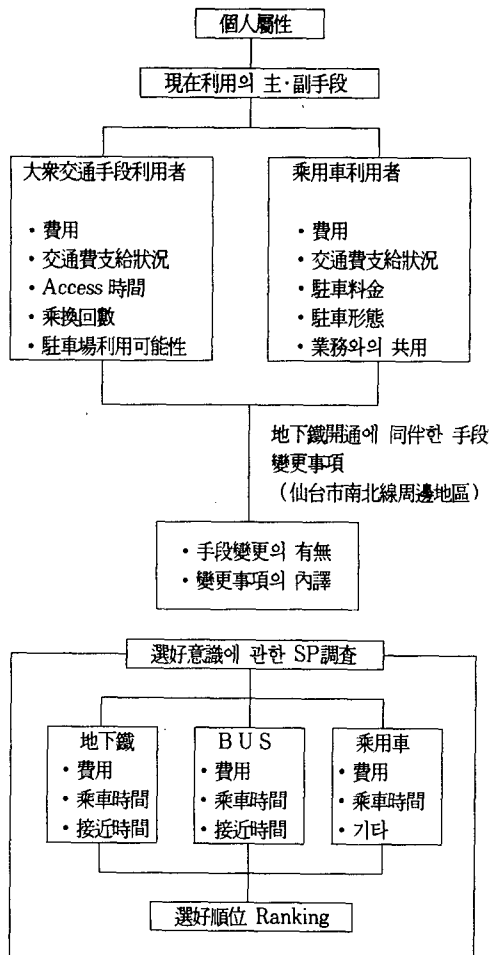 個人屬性
現在利用의 主·副手段
大衆交通手段利用者
・費用
・交通費支給狀況
・Access 時間
・乘換回數
・駐車場利用可能性
乘用車利用者
・費用
・交通費支給狀況
・駐車料金
・駐車形態
・業務와의 共用
地下鐵開通에 同伴한 手段
變更事項
（仙台市南北線周邊地區）
・手段變更의 有無
・變更事項의 內譯
選好意識에 관한 SP調査
地下鐵
・費用
・乘車時間
・接近時間
B U S
・費用
・乘車時間
・接近時間
乘用車
・費用
・乘車時間
・기타
選好順位 Ranking